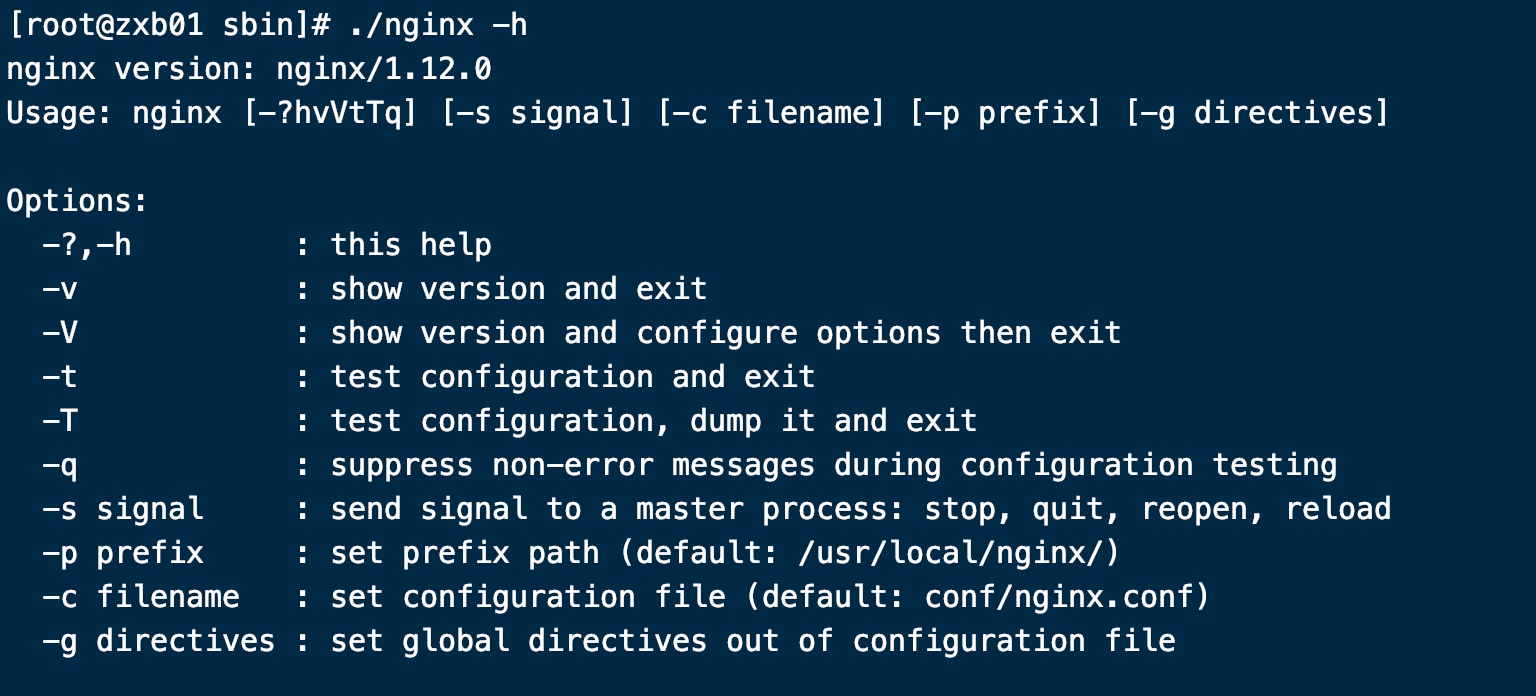 [root@zxb01 sbin]# ./nginx -h
nginx version: nginx/1.12.0
Usage: nginx [-?hvVtTq] [-s signal] [-c filename] [-p prefix] [-g directives]

Options:
  -?,-h         : this help
  -v            : show version and exit
  -V            : show version and configure options then exit
  -t            : test configuration and exit
  -T            : test configuration, dump it and exit
  -q            : suppress non-error messages during configuration testing
  -s signal     : send signal to a master process: stop, quit, reopen, reload
  -p prefix     : set prefix path (default: /usr/local/nginx/)
  -c filename   : set configuration file (default: conf/nginx.conf)
  -g directives : set global directives out of configuration file